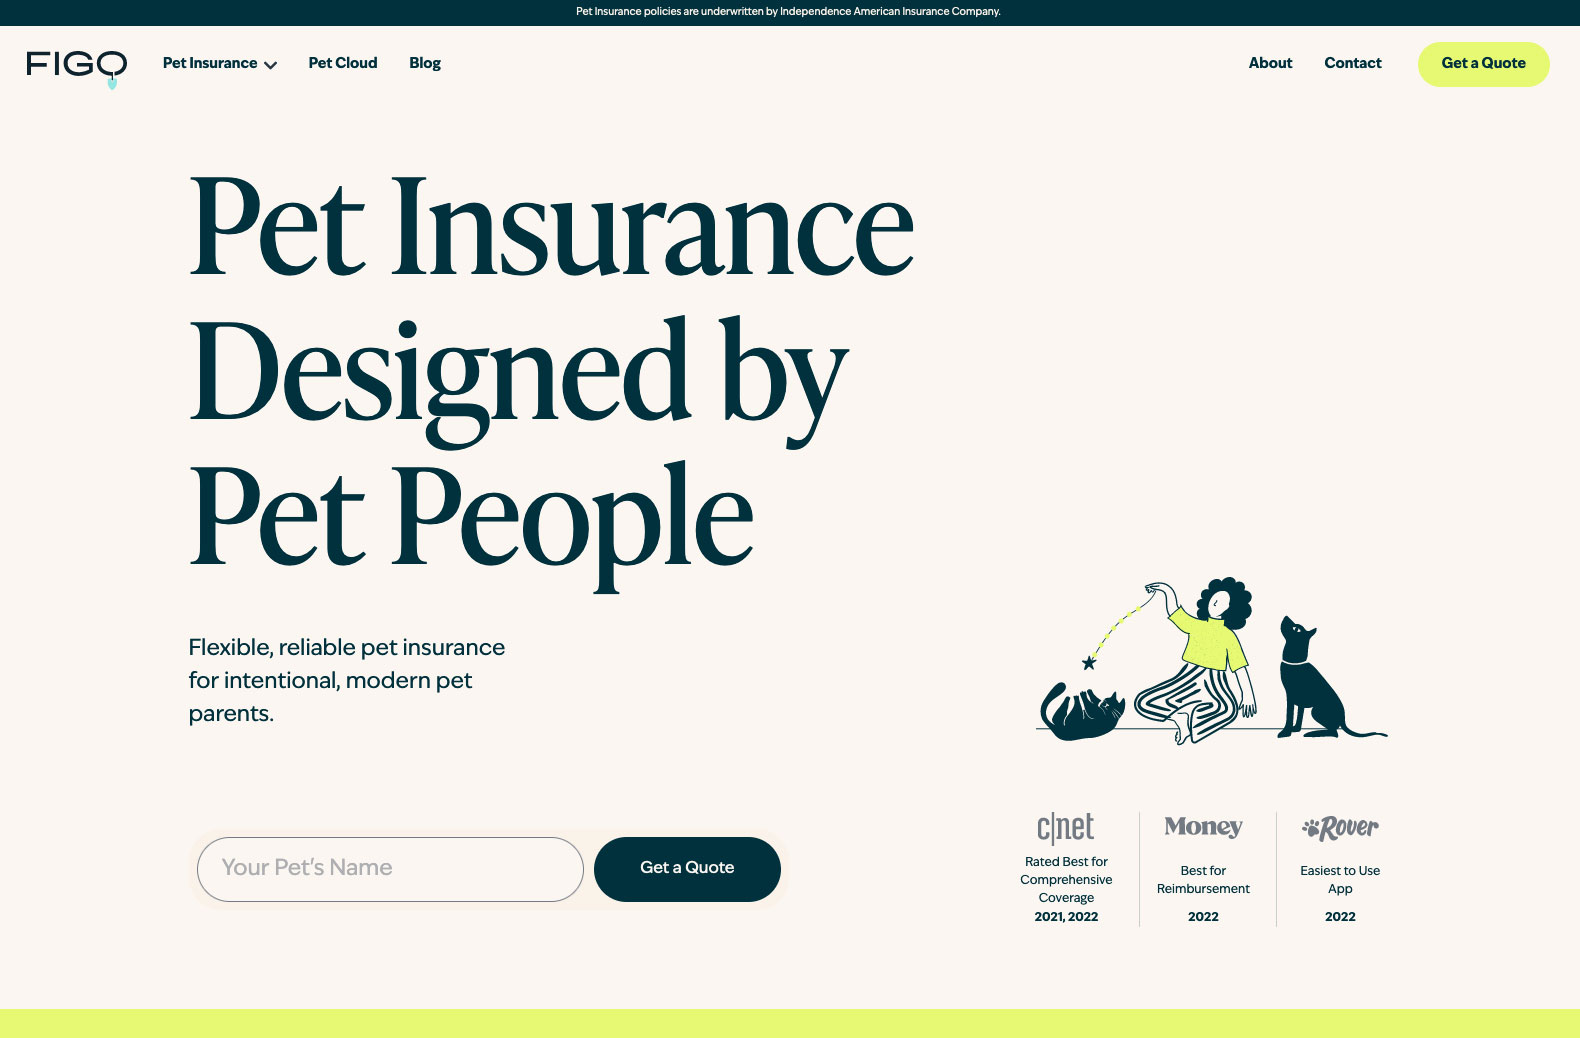 Pet Insurance policies are underwritten by Independence American Insurance Company.
FIGO
Pet Insurance
Pet Cloud
Blog
About
Contact
Get a Quote
Pet Insurance
Designed by
Pet People
Flexible, reliable pet insurance
for intentional, modern pet
parents.
Your Pet's Name
Get a Quote
c|net
Rated Best for
Comprehensive
Coverage
2021, 2022
Money
Best for
Reimbursement
2022
Rover
Easiest to Use
App
2022